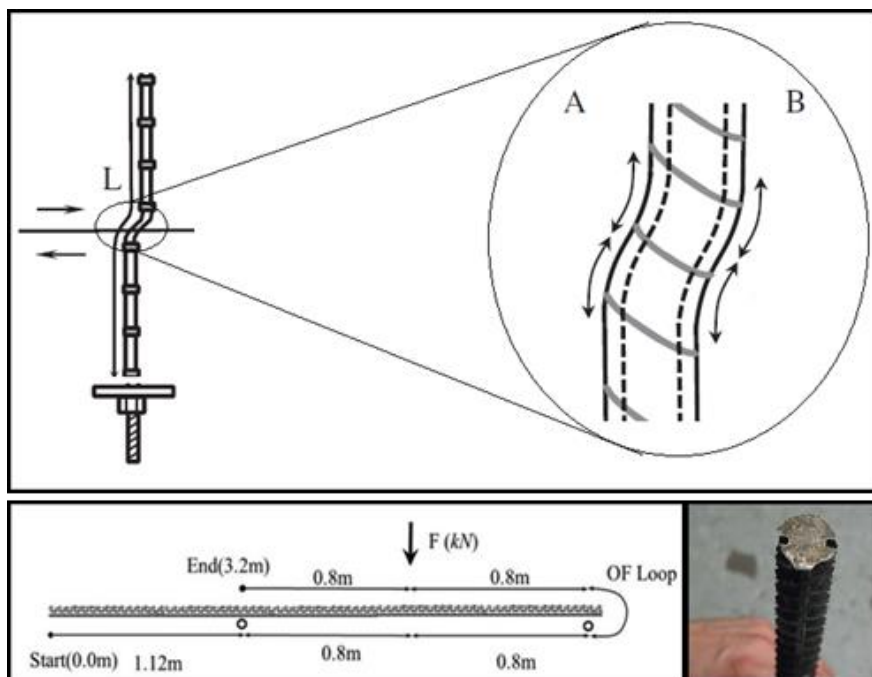 A
B
L
F (kN)
End(3.2m)
0.8m
0.8m
OF Loop
Start(0.0m)
1.12m
0.8m
0.8m